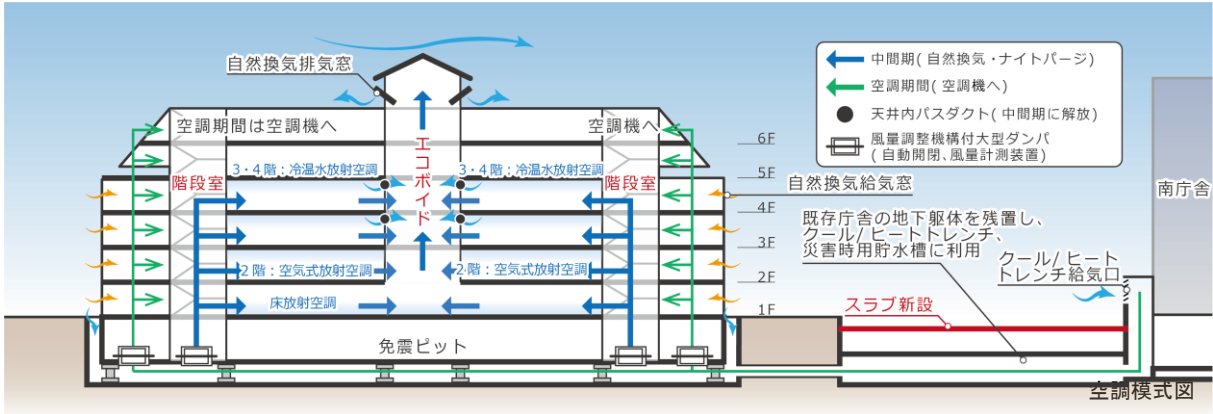 自然換気排気窓
中間期(自然換気・ナイトパージ)
空調期間(空調機へ)
天井内パスダクト(中間期に解放)
風量調整機構付大型ダンパ
(自動開閉、風量計測装置)
空調期間は空調機へ
空調機へ
エコボイド
3・4階:冷温水放射空調
3・4階:冷温水放射空調
階段室
階段室
6F
5F
4F
3F
2F
1F
自然換気給気窓
南庁舎
既存庁舎の地下躯体を残置し、
クール/ヒートトレンチ、
災害時用貯水槽に利用
クール/ヒート
トレンチ給気口
2階:空気式放射空調
2階:空気式放射空調
床放射空調
スラブ新設
免震ピット
空調模式図